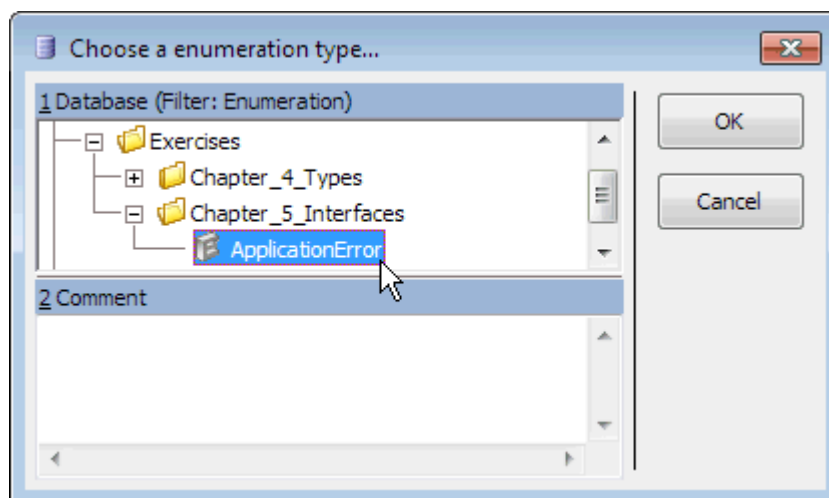 Choose a enumeration type...
1 Database (Filter: Enumeration)
Exercises
Chapter_4_Types
Chapter_5_Interfaces
ApplicationError
2 Comment
OK
Cancel